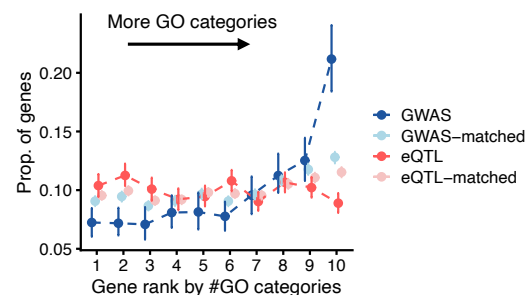 More GO categories
Prop. of genes
0.20
0.15
0.10
0.05
1 2 3 4 5 6 7 8 9 10
Gene rank by #GO categories
GWAS
GWAS−matched
eQTL
eQTL−matched